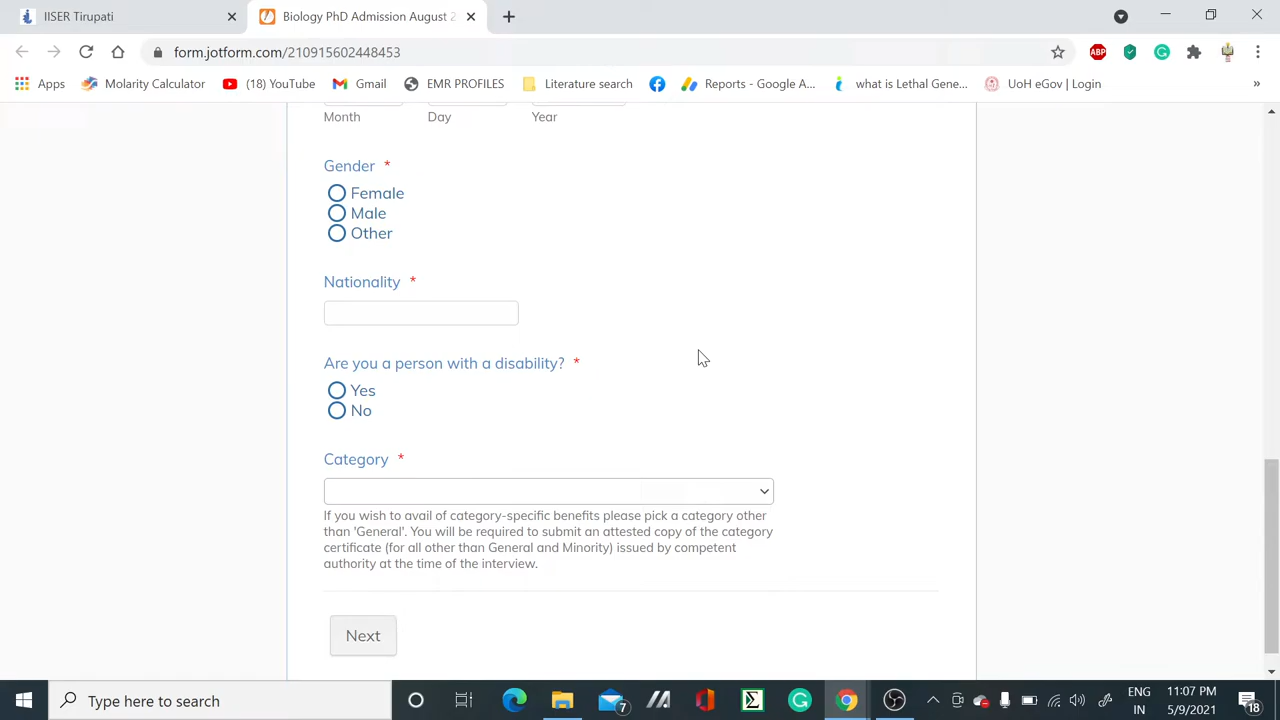 IISER Tirupati
Biology PhD Admission August 2
form.jotform.com/210915602448453
ABP
Apps
Molarity Calculator
(18) YouTube
Gmail
EMR PROFILES
Literature search
Reports - Google A...
what is Lethal Gene...
UoH eGov | Login
»
Month Day Year
Gender *
Female
Male
Other
Nationality *
Are you a person with a disability? *
Yes
No
Category *
If you wish to avail of category-specific benefits please pick a category other
than 'General'. You will be required to submit an attested copy of the category
certificate (for all other than General and Minority) issued by competent
authority at the time of the interview.
Next
Type here to search
7
ENG
IN
11:07 PM
5/9/2021
18